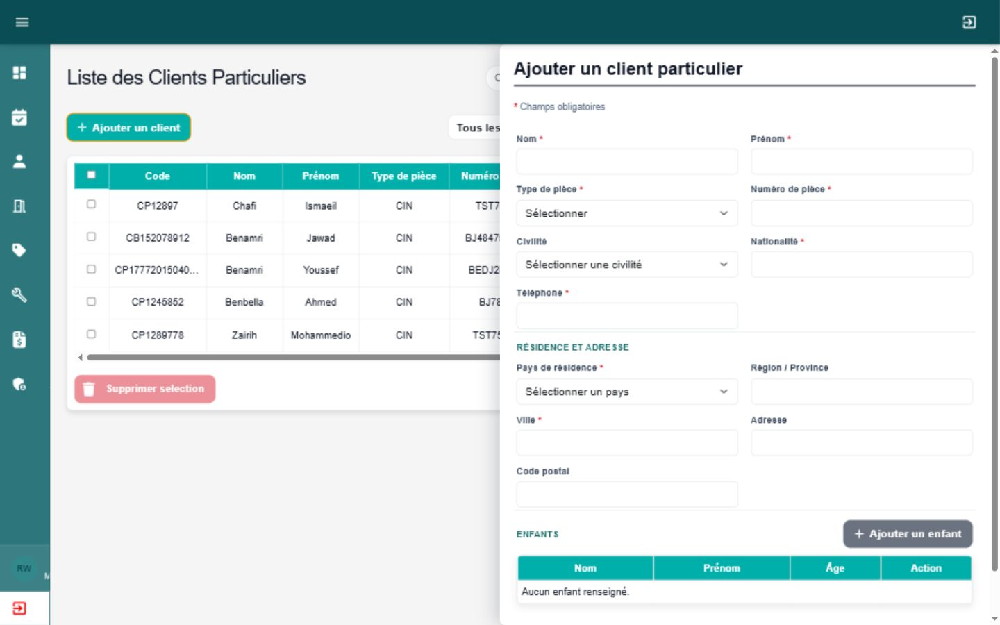 Liste des Clients Particuliers
+ Ajouter un client
Tous les
Code Nom Prénom Type de pièce Numéro
CP12897 Chafi Ismaeil CIN TST7
CB152078912 Benamri Jawad CIN BJ4847
CP17772015040... Benamri Youssef CIN BEDJ2
CP1245852 Benbella Ahmed CIN BJ78
CP1289778 Zairih Mohammedio CIN TST75
Supprimer selection
RW
M
Ajouter un client particulier
* Champs obligatoires
Nom * Prénom *
Type de pièce * Numéro de pièce *
Sélectionner
Civilité Nationalité *
Sélectionner une civilité
Téléphone *
RÉSIDENCE ET ADRESSE
Pays de résidence * Région / Province
Sélectionner un pays
Ville * Adresse
Code postal
ENFANTS + Ajouter un enfant
Nom Prénom Âge Action
Aucun enfant renseigné.